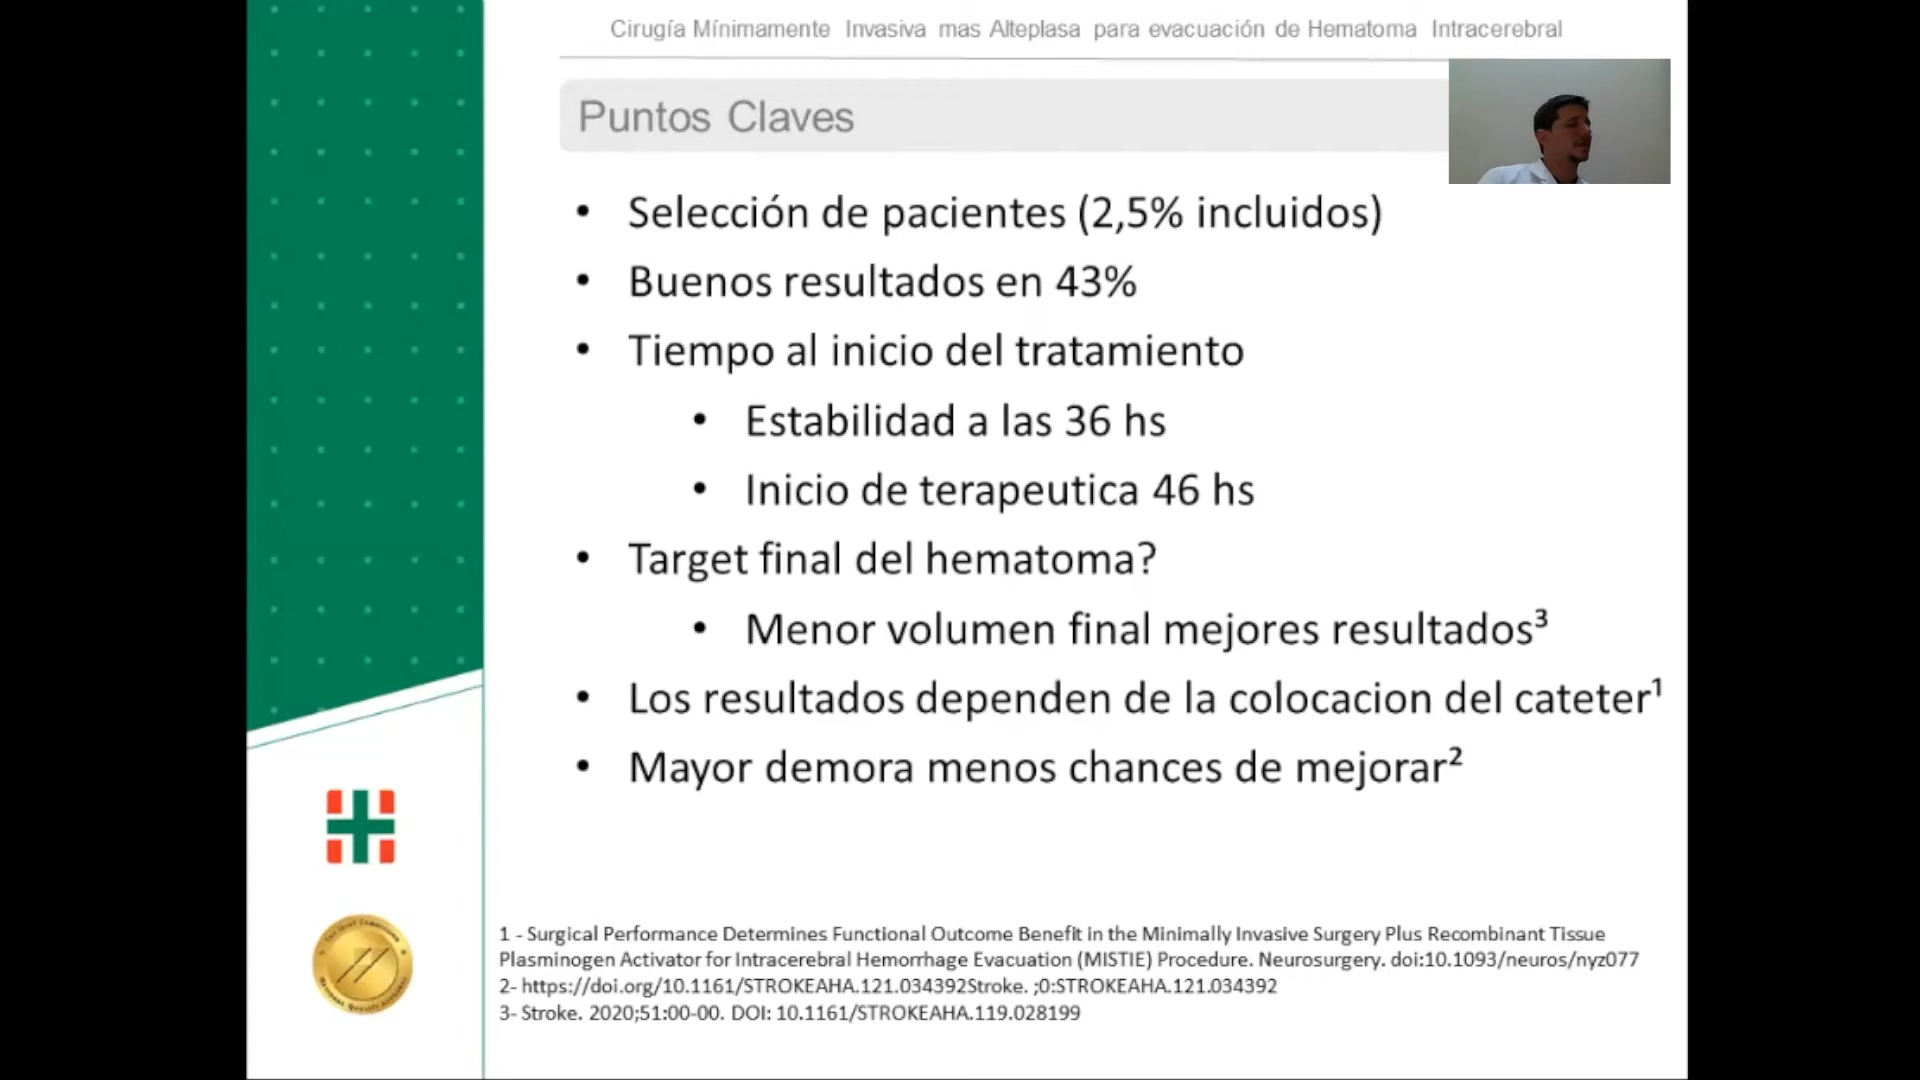 Cirugía Mínimamente Invasiva mas Alteplasa para evacuación de Hematoma Intracerebral
Puntos Claves
• Selección de pacientes (2,5% incluidos)
• Buenos resultados en 43%
• Tiempo al inicio del tratamiento
• Estabilidad a las 36 hs
• Inicio de terapeutica 46 hs
• Target final del hematoma?
• Menor volumen final mejores resultados³
• Los resultados dependen de la colocacion del cateter¹
• Mayor demora menos chances de mejorar²
1 - Surgical Performance Determines Functional Outcome Benefit in the Minimally Invasive Surgery Plus Recombinant Tissue
Plasminogen Activator for Intracerebral Hemorrhage Evacuation (MISTIE) Procedure. Neurosurgery. doi:10.1093/neuros/nyz077
2- https://doi.org/10.1161/STROKEAHA.121.034392Stroke. ;0:STROKEAHA.121.034392
3- Stroke. 2020;51:00-00. DOI: 10.1161/STROKEAHA.119.028199